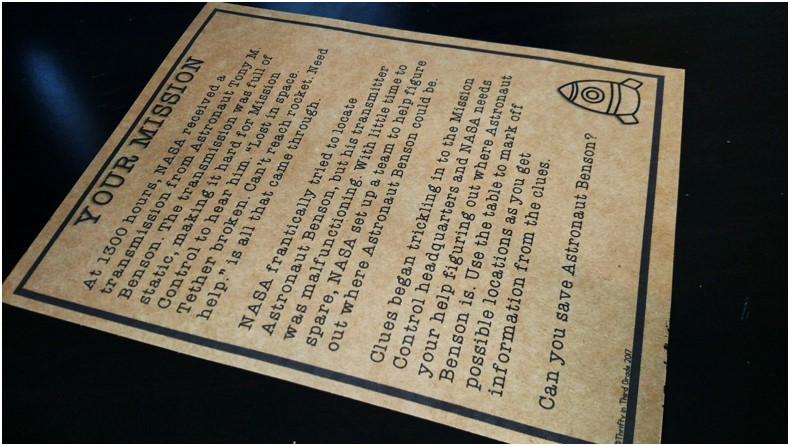 YOUR MISSION
At 1300 hours, NASA received a
transmission from Astronaut Tony M.
Benson. The transmission was full of
static, making it hard for Mission
Control to hear him. "Lost in space.
Tether broken. Can't reach rocket. Need
help." is all that came through.
NASA frantically tried to locate
Astronaut Benson, but his transmitter
was malfunctioning. With little time to
spare, NASA set up a team to help figure
out where Astronaut Benson could be.
Clues began trickling in to the Mission
Control headquarters and NASA needs
your help figuring out where Astronaut
Benson is. Use the table to mark off
possible locations as you get
information from the clues.
Can you save Astronaut Benson?
©Thrifty in Third Grade 2017